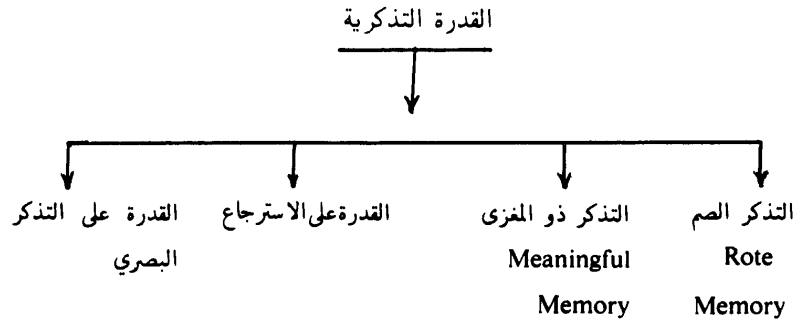 القدرة التذكرية
التذكر الصم
Rote
Memory
التذكر ذو المغزى
Meaningful
Memory
القدرة على الاسترجاع
القدرة على التذكر
البصري